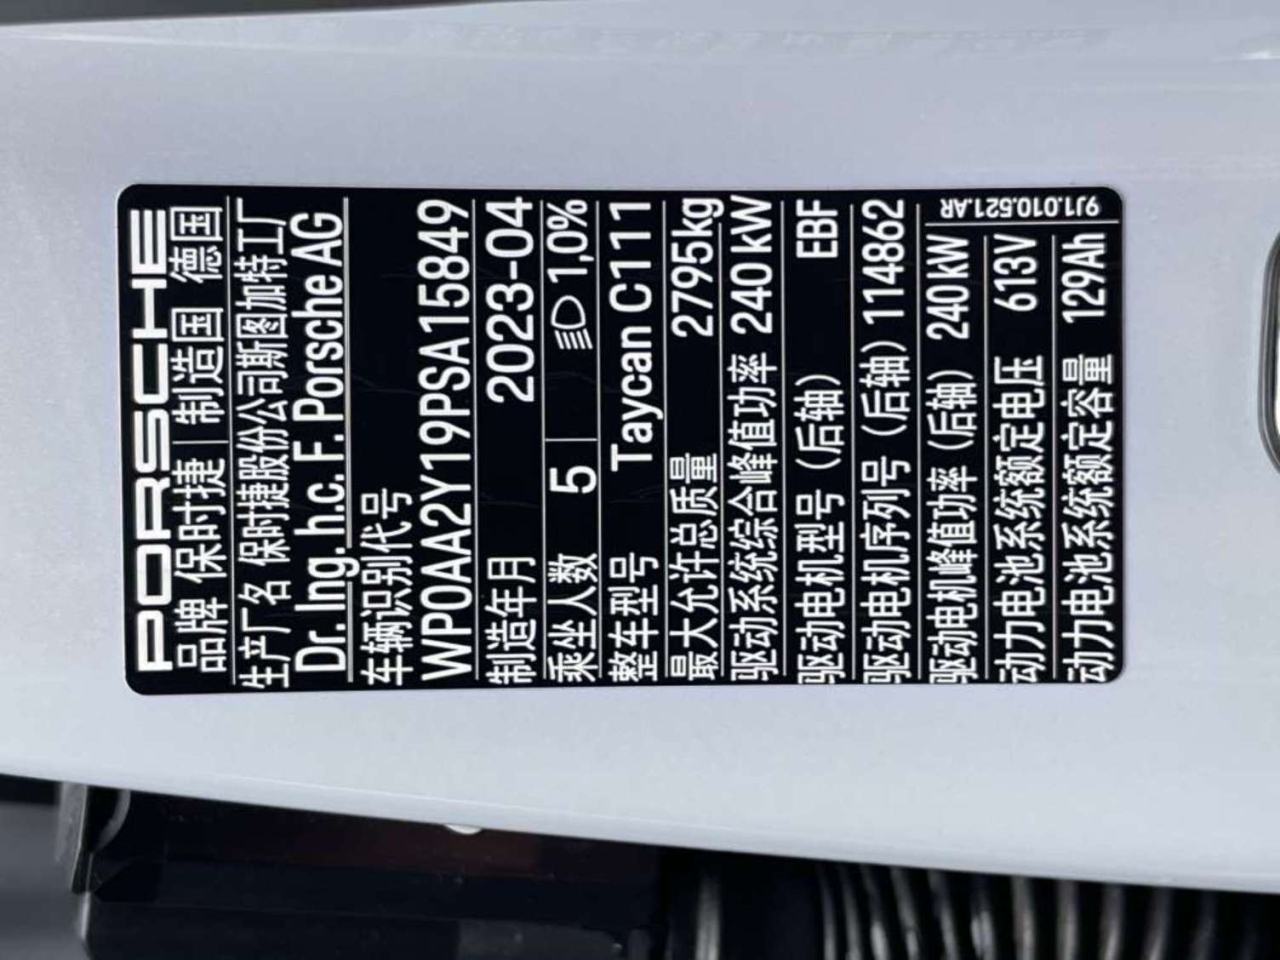 PORSCHE
品牌 保时捷 制造国 德国
生产厂名 保时捷股份公司斯图加特工厂
Dr. Ing. h.c. F. Porsche AG
车辆识别代号
WP0AA2Y19PSA15849
制造年月 2023-04
乘坐人数 5 1,0%
整车型号 Taycan C111
最大允许总质量 2795kg
驱动系统综合峰值功率 240kW
驱动电机型号（后轴） EBF
驱动电机序列号（后轴）114862
驱动电机峰值功率（后轴）240kW
动力电池系统额定电压 613V
动力电池系统额定容量 129Ah
9J1.010.521.AR